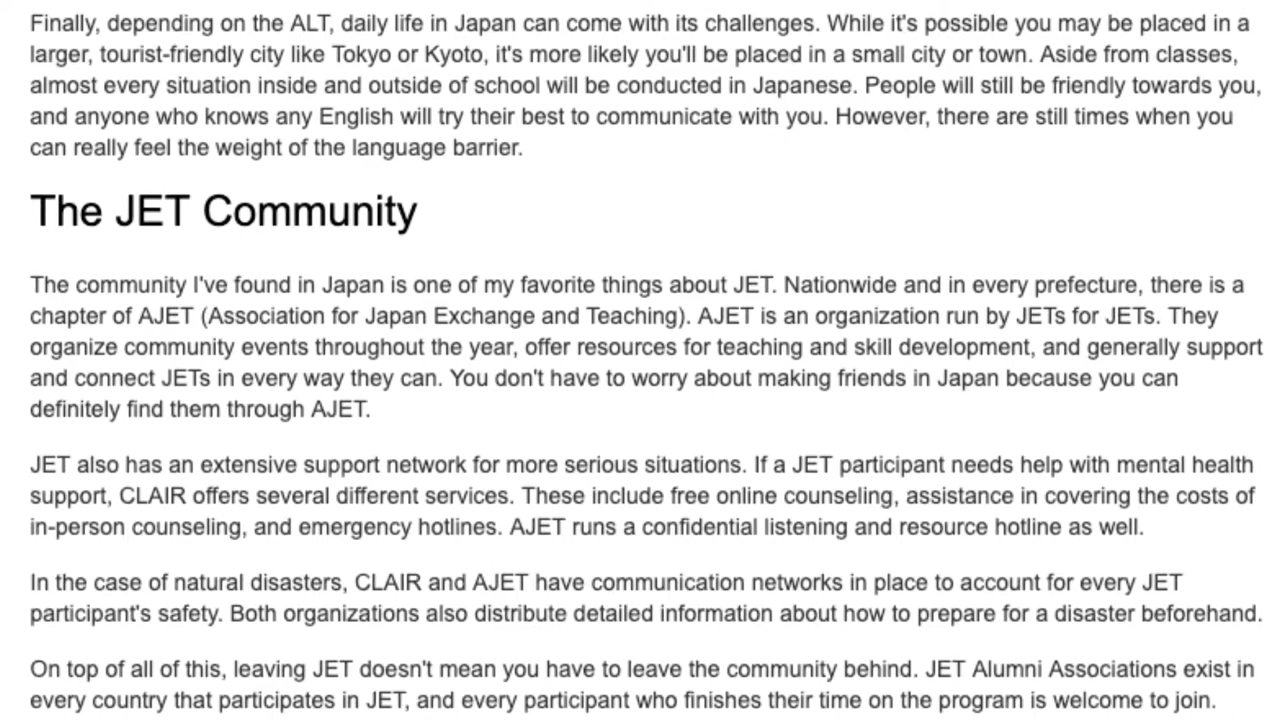 Finally, depending on the ALT, daily life in Japan can come with its challenges. While it's possible you may be placed in a
larger, tourist-friendly city like Tokyo or Kyoto, it's more likely you'll be placed in a small city or town. Aside from classes,
almost every situation inside and outside of school will be conducted in Japanese. People will still be friendly towards you,
and anyone who knows any English will try their best to communicate with you. However, there are still times when you
can really feel the weight of the language barrier.
The JET Community
The community I've found in Japan is one of my favorite things about JET. Nationwide and in every prefecture, there is a
chapter of AJET (Association for Japan Exchange and Teaching). AJET is an organization run by JETs for JETs. They
organize community events throughout the year, offer resources for teaching and skill development, and generally support
and connect JETs in every way they can. You don't have to worry about making friends in Japan because you can
definitely find them through AJET.
JET also has an extensive support network for more serious situations. If a JET participant needs help with mental health
support, CLAIR offers several different services. These include free online counseling, assistance in covering the costs of
in-person counseling, and emergency hotlines. AJET runs a confidential listening and resource hotline as well.
In the case of natural disasters, CLAIR and AJET have communication networks in place to account for every JET
participant's safety. Both organizations also distribute detailed information about how to prepare for a disaster beforehand.
On top of all of this, leaving JET doesn't mean you have to leave the community behind. JET Alumni Associations exist in
every country that participates in JET, and every participant who finishes their time on the program is welcome to join.